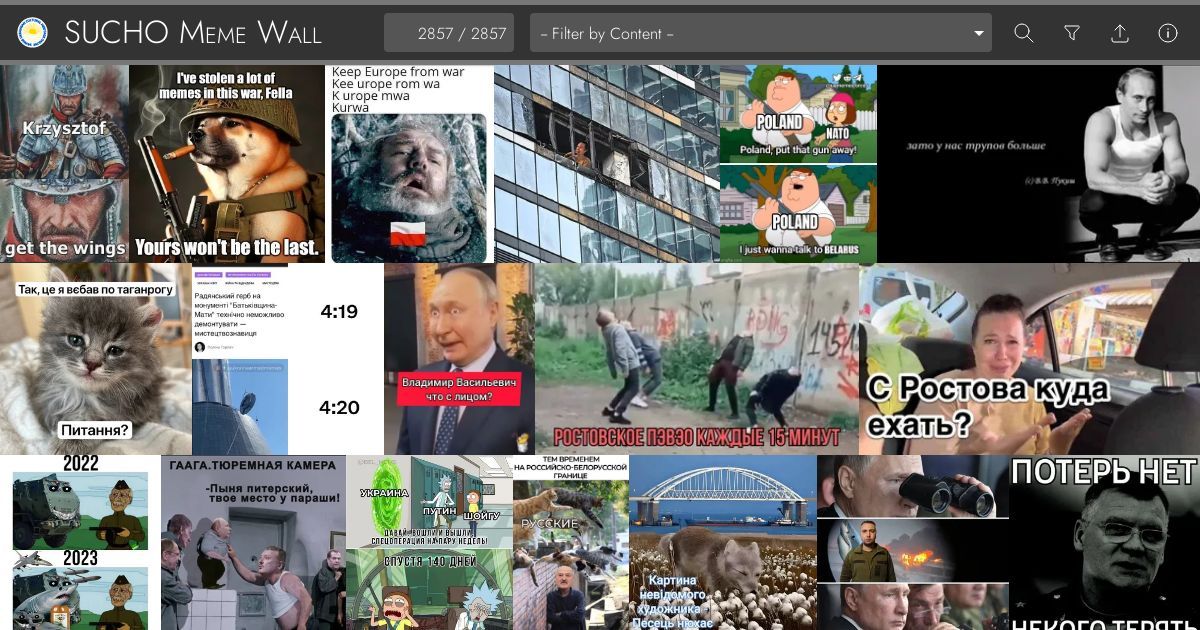 SUCHO Meme Wall
2857 / 2857
– Filter by Content –
Krzysztof
get the wings
I've stolen a lot of
memes in this war, Fella
Yours won't be the last.
Keep Europe from war
Kee urope rom wa
K urope mwa
Kurwa
POLAND
NATO
Poland, put that gun away!
POLAND
I just wanna talk to BELARUS
зато у нас трупов больше
(с) В.В. Пукин
Так, це я вєбав по таганрогу
Питання?
Радянський герб на
монументі "Батьківщина-
Мати" технічно неможливо
демонтувати —
мистецтвознавиця
4:19
4:20
Владимир Васильевич
что с лицом?
РОСТОВСКОЕ ПЭВЭО КАЖДЫЕ 15 МИНУТ
С Ростова куда
ехать?
2022
2023
ГААГА.ТЮРЕМНАЯ КАМЕРА
-Пыня питерский,
твое место у параши!
УКРАИНА
ПУТИН
ШОЙГУ
ДАВАЙ, ВОШЛИ И ВЫШЛИ,
СПЕЦОПЕРАЦИЯ НА ПАРУ НЕДЕЛЬ!
СПУСТЯ 140 ДНЕЙ
ТЕМ ВРЕМЕНЕМ
НА РОССИЙСКО-БЕЛОРУССКОЙ
ГРАНИЦЕ
РУССКИЕ
Картина
невідомого
художника -
Песець нюхає
ПОТЕРЬ НЕТ
НЕКОГО ТЕРЯТЬ